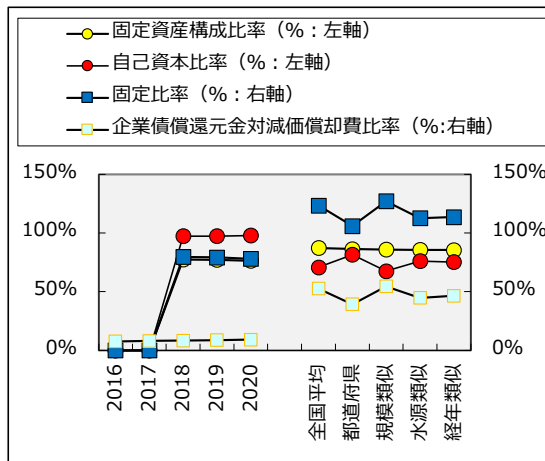 固定資産構成比率（%：左軸）
自己資本比率（%：左軸）
固定比率（%：右軸）
企業債償還元金対減価償却費比率（%:右軸）
150%
100%
50%
0%
150%
100%
50%
0%
2016
2017
2018
2019
2020
全国平均
都道府県
規模類似
水源類似
経年類似